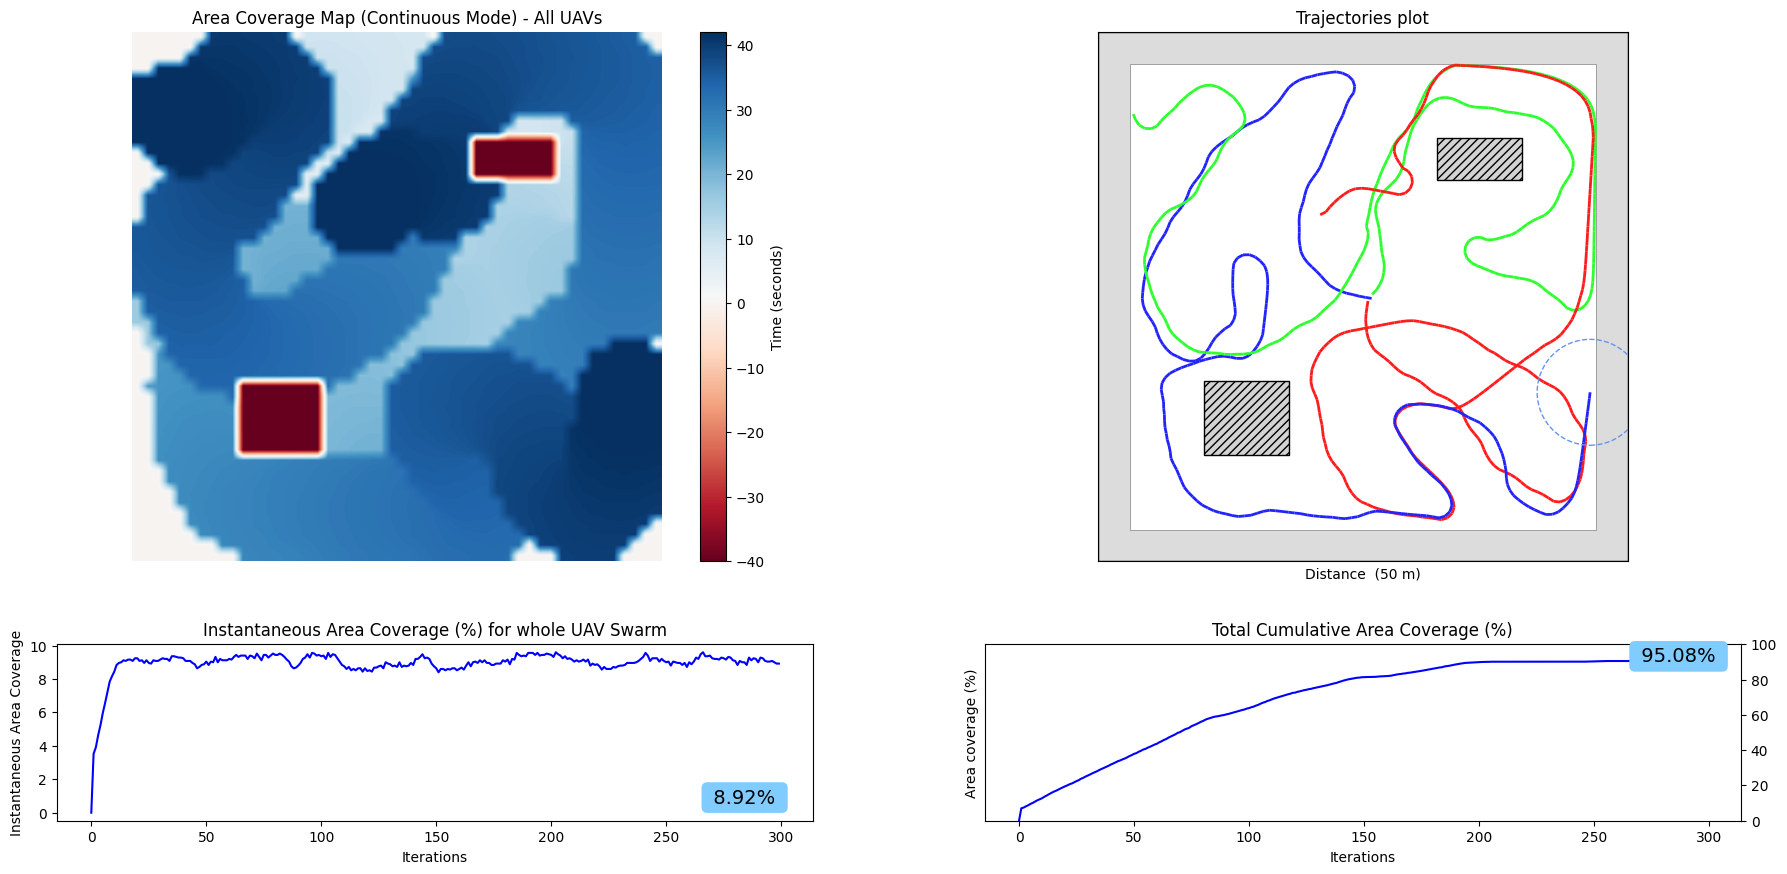 Area Coverage Map (Continuous Mode) - All UAVs
40
30
20
10
0
−10
−20
−30
−40
Time (seconds)
Trajectories plot
Distance  (50 m)
Instantaneous Area Coverage (%) for whole UAV Swarm
Instantaneous Area Coverage
10
8
6
4
2
0
8.92%
0 50 100 150 200 250 300
Iterations
Total Cumulative Area Coverage (%)
Area coverage (%)
95.08%
100
80
60
40
20
0
0 50 100 150 200 250 300
Iterations